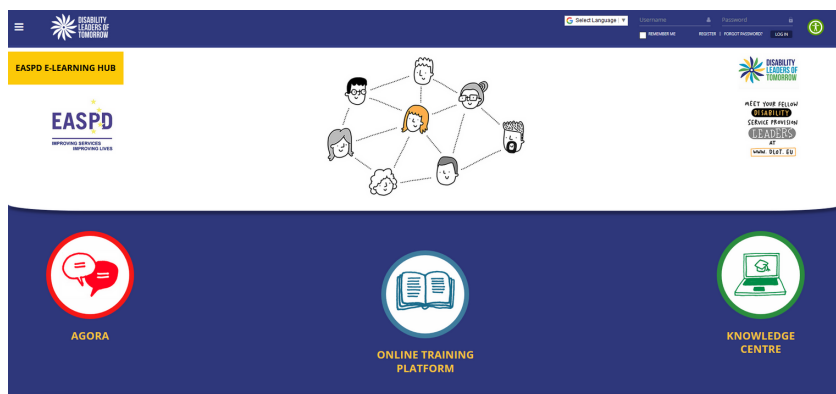 DISABILITY
LEADERS OF
TOMORROW
Select Language ▼
Username
Password
REMEMBER ME
REGISTER | FORGOT PASSWORD?
LOG IN
EASPD E-LEARNING HUB
EASPD
IMPROVING SERVICES
IMPROVING LIVES
DISABILITY
LEADERS OF
TOMORROW
MEET YOUR FELLOW
DISABILITY
SERVICE PROVISION
LEADERS
AT
WWW.DLOT.EU
AGORA
ONLINE TRAINING
PLATFORM
KNOWLEDGE
CENTRE